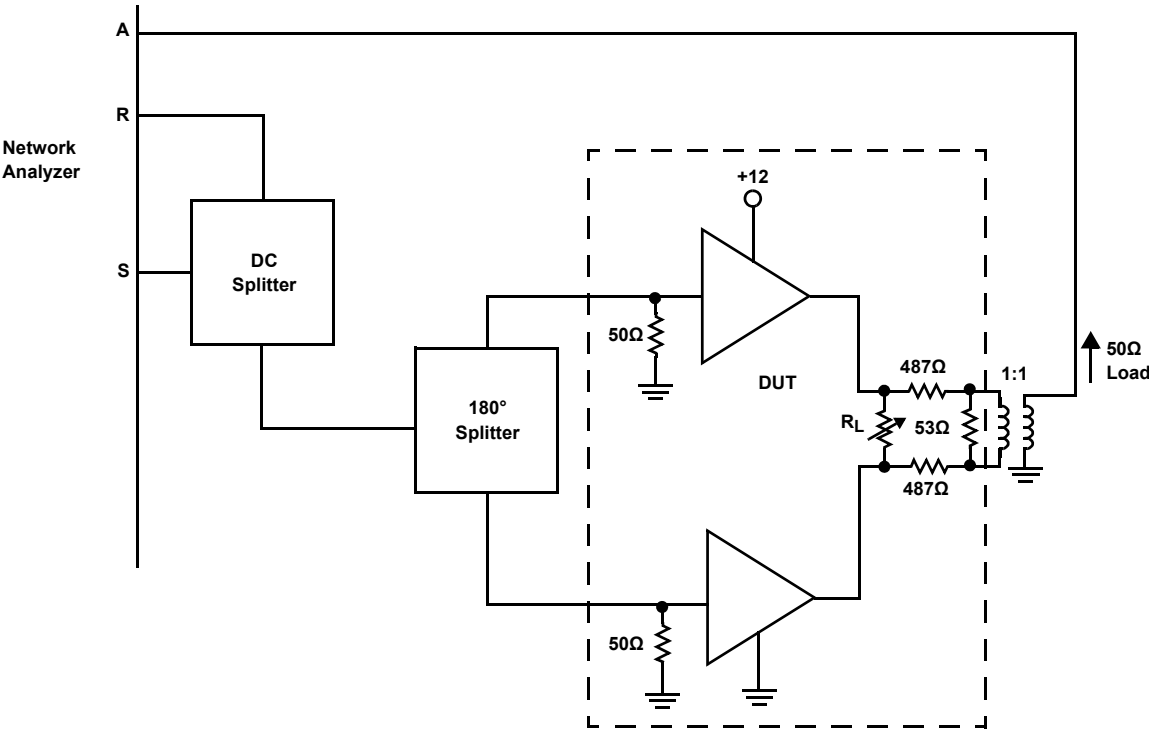 A
R
Network
Analyzer
+12
S
DC
Splitter
50Ω
487Ω
1:1
50Ω
Load
DUT
180°
Splitter
RL
53Ω
487Ω
50Ω